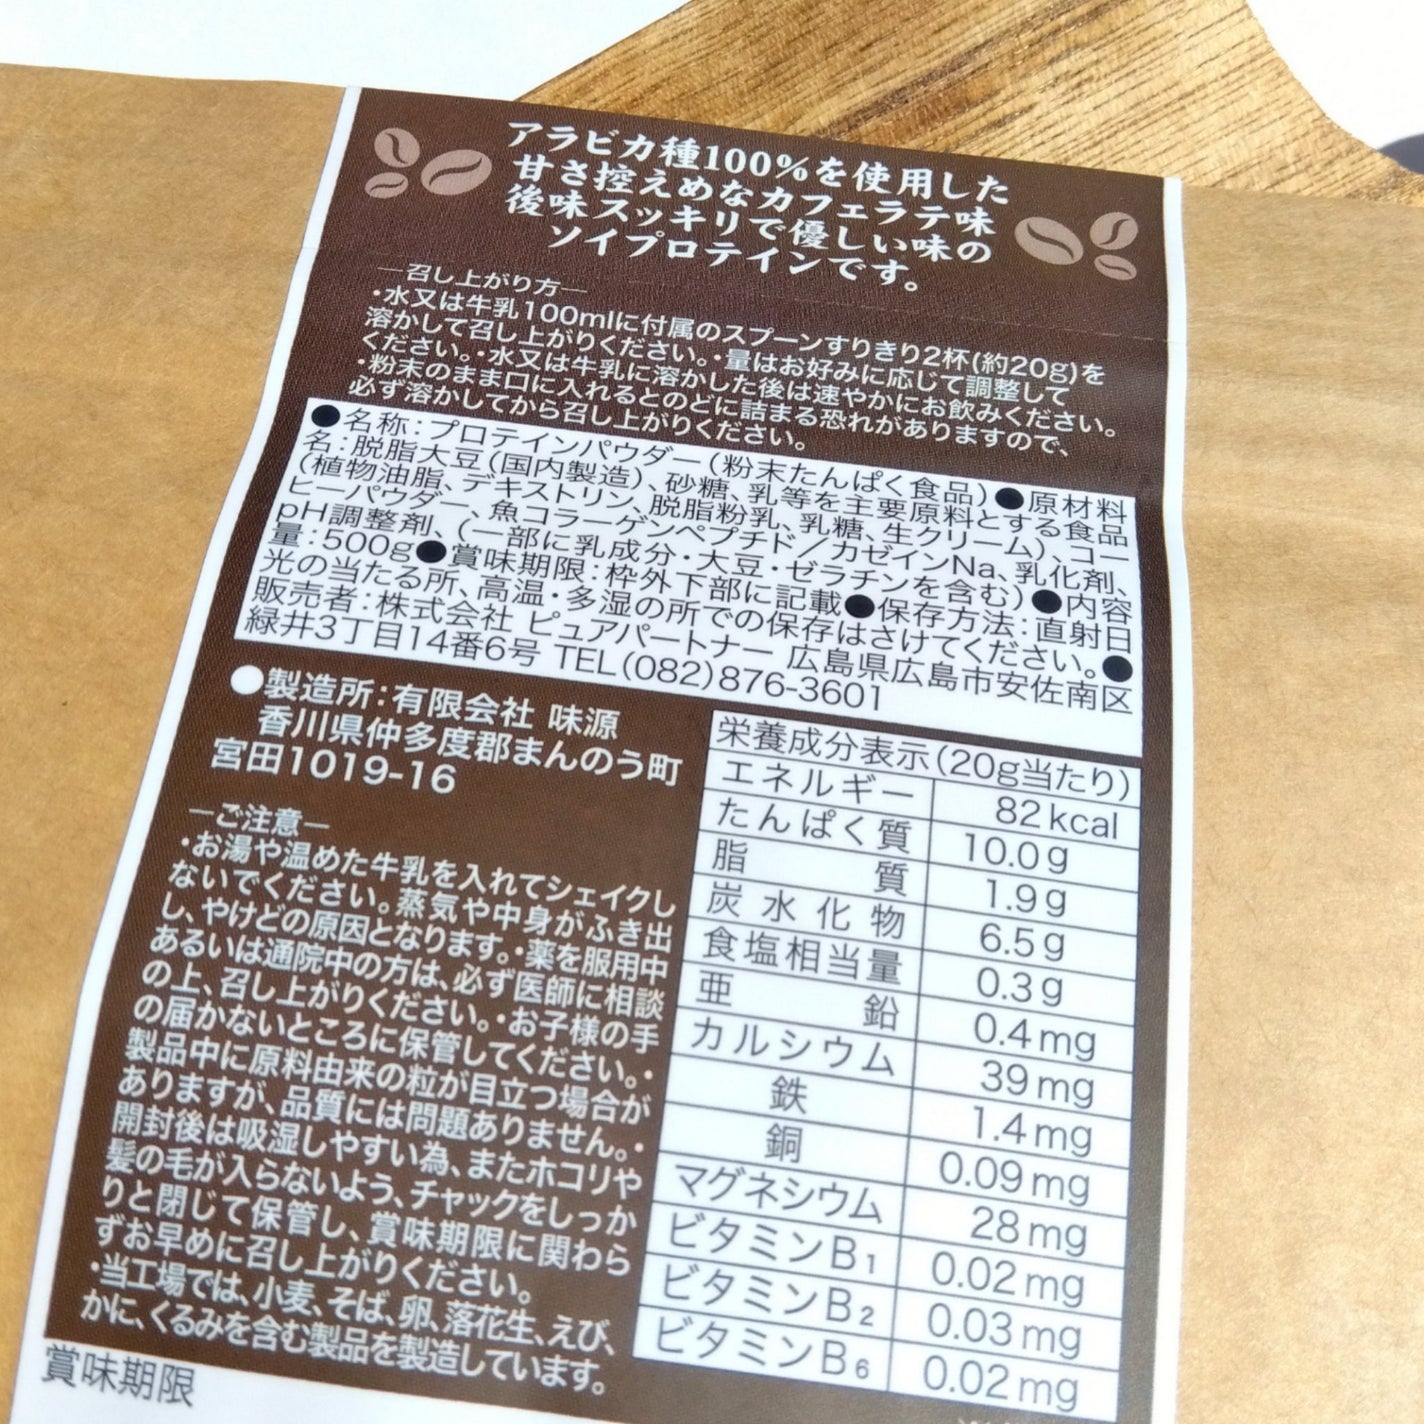 アラビカ種100%を使用した
甘さ控えめなカフェラテ味
後味スッキリで優しい味の
ソイプロテインです。
―召し上がり方―
・水又は牛乳100mlに付属のスプーンすりきり2杯(約20g)を
溶かして召し上がりください。・量はお好みに応じて調整して
ください。・水又は牛乳に溶かした後は速やかにお飲みください。
・粉末のまま口に入れるとのどに詰まる恐れがありますので、
必ず溶かしてから召し上がりください。
●名称：プロテインパウダー（粉末たんぱく食品）●原材料
名：脱脂大豆（国内製造）、砂糖、乳等を主要原料とする食品
（植物油脂、デキストリン、脱脂粉乳、乳糖、生クリーム）、コー
ヒーパウダー、魚コラーゲンペプチド／カゼインNa、乳化剤、
pH調整剤、（一部に乳成分・大豆・ゼラチンを含む）●内容
量：500g●賞味期限：枠外下部に記載●保存方法：直射日
光の当たる所、高温・多湿の所での保存はさけてください。●
販売者：株式会社 ピュアパートナー 広島県広島市安佐南区
緑井3丁目14番6号 TEL(082)876-3601
●製造所：有限会社 味源
香川県仲多度郡まんのう町
宮田1019-16
―ご注意―
・お湯や温めた牛乳を入れてシェイクし
ないでください。蒸気や中身がふき出
し、やけどの原因となります。・薬を服用中
あるいは通院中の方は、必ず医師に相談
の上、召し上がりください。・お子様の手
の届かないところに保管してください。・
製品中に原料由来の粒が目立つ場合が
ありますが、品質には問題ありません。・
開封後は吸湿しやすい為、またホコリや
髪の毛が入らないよう、チャックをしっか
りと閉じて保管し、賞味期限に関わら
ずお早めに召し上がりください。
・当工場では、小麦、そば、卵、落花生、えび、
かに、くるみを含む製品を製造しています。
賞味期限
栄養成分表示(20g当たり)
エネルギー 82kcal
たんぱく質 10.0g
脂質 1.9g
炭水化物 6.5g
食塩相当量 0.3g
亜鉛 0.4mg
カルシウム 39mg
鉄 1.4mg
銅 0.09mg
マグネシウム 28mg
ビタミンB1 0.02mg
ビタミンB2 0.03mg
ビタミンB6 0.02mg